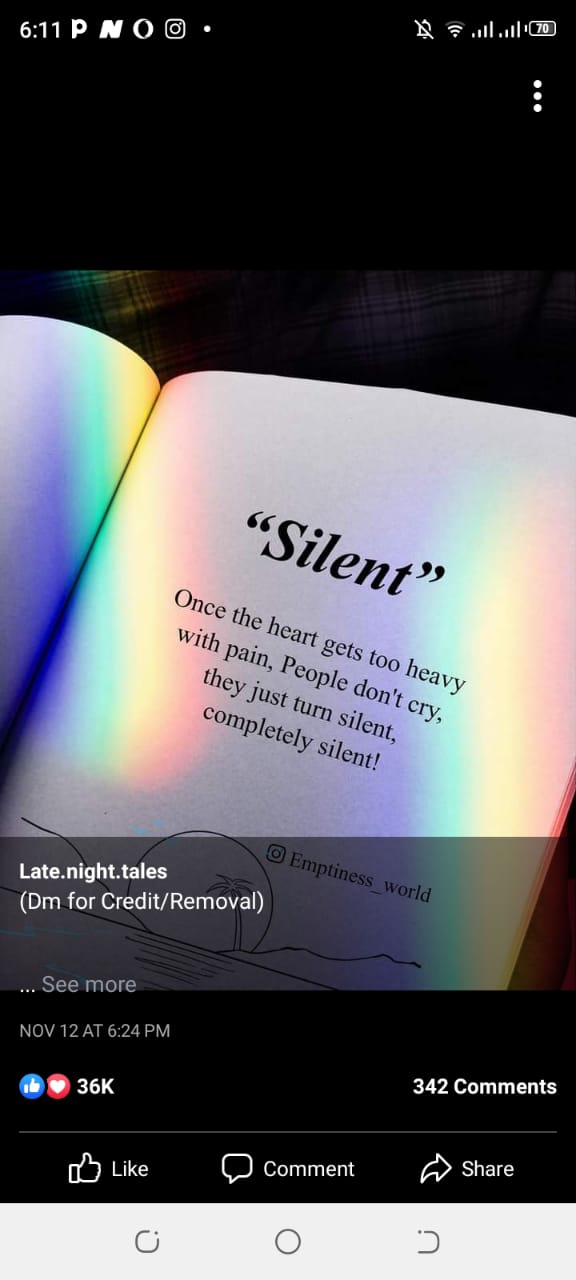 6:11
70
“Silent”
Once the heart gets too heavy
with pain, People don't cry,
they just turn silent,
completely silent!
Emptiness_world
Late.night.tales
(Dm for Credit/Removal)
... See more
NOV 12 AT 6:24 PM
36K
342 Comments
Like
Comment
Share